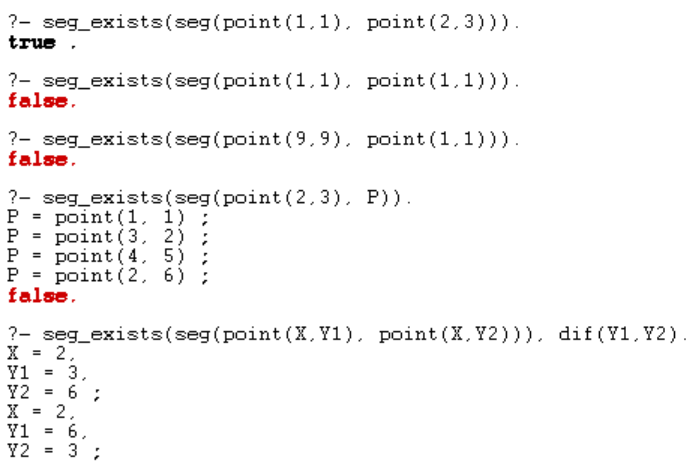 ?- seg_exists(seg(point(1,1), point(2,3))).
true .
?- seg_exists(seg(point(1,1), point(1,1))).
false.
?- seg_exists(seg(point(9,9), point(1,1))).
false.
?- seg_exists(seg(point(2,3), P)).
P = point(1, 1) ;
P = point(3, 2) ;
P = point(4, 5) ;
P = point(2, 6) ;
false.
?- seg_exists(seg(point(X,Y1), point(X,Y2))), dif(Y1,Y2).
X = 2,
Y1 = 3,
Y2 = 6 ;
X = 2,
Y1 = 6,
Y2 = 3 ;